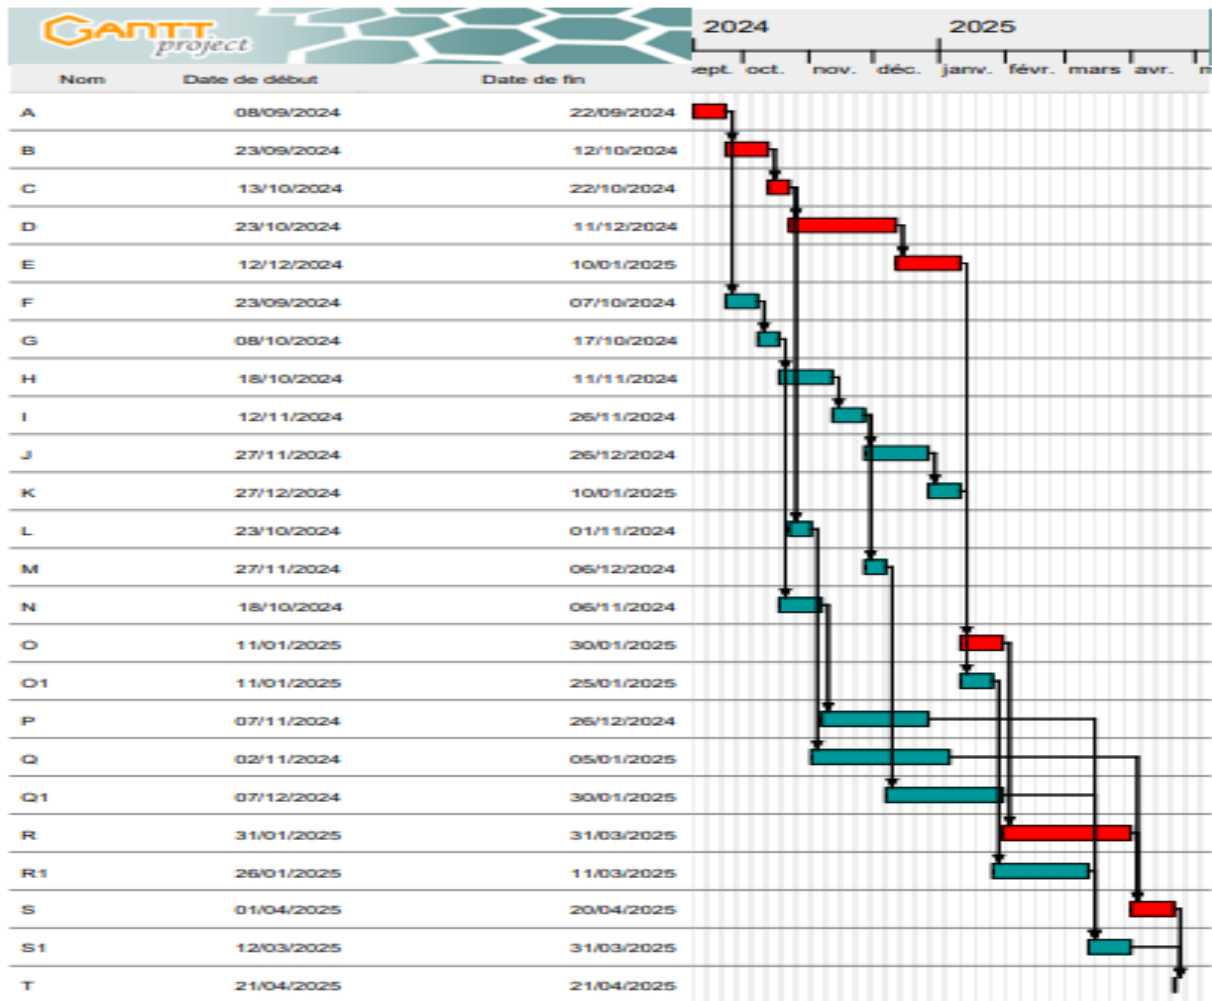 GANTT project
2024 2025
sept. oct. nov. déc. janv. févr. mars avr. m
Nom Date de début Date de fin
A 08/09/2024 22/09/2024
B 23/09/2024 12/10/2024
C 13/10/2024 22/10/2024
D 23/10/2024 11/12/2024
E 12/12/2024 10/01/2025
F 23/09/2024 07/10/2024
G 08/10/2024 17/10/2024
H 18/10/2024 11/11/2024
I 12/11/2024 26/11/2024
J 27/11/2024 26/12/2024
K 27/12/2024 10/01/2025
L 23/10/2024 01/11/2024
M 27/11/2024 06/12/2024
N 18/10/2024 06/11/2024
O 11/01/2025 30/01/2025
O1 11/01/2025 25/01/2025
P 07/11/2024 26/12/2024
Q 02/11/2024 05/01/2025
Q1 07/12/2024 30/01/2025
R 31/01/2025 31/03/2025
R1 26/01/2025 11/03/2025
S 01/04/2025 20/04/2025
S1 12/03/2025 31/03/2025
T 21/04/2025 21/04/2025